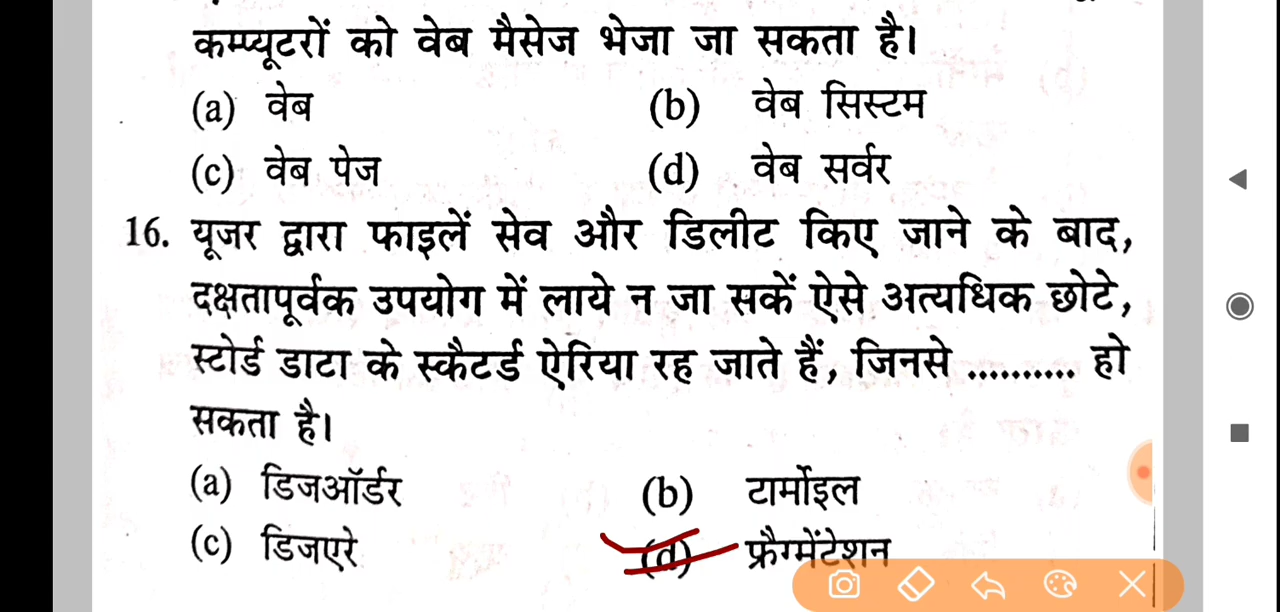 कम्प्यूटरों को वेब मैसेज भेजा जा सकता है।
(a) वेब (b) वेब सिस्टम
(c) वेब पेज (d) वेब सर्वर
16. यूजर द्वारा फाइलें सेव और डिलीट किए जाने के बाद,
दक्षतापूर्वक उपयोग में लाये न जा सकें ऐसे अत्यधिक छोटे,
स्टोर्ड डाटा के स्कैटर्ड ऐरिया रह जाते हैं, जिनसे .......... हो
सकता है।
(a) डिजऑर्डर (b) टार्मोइल
(c) डिजएरे (d) फ्रैग्मेंटेशन